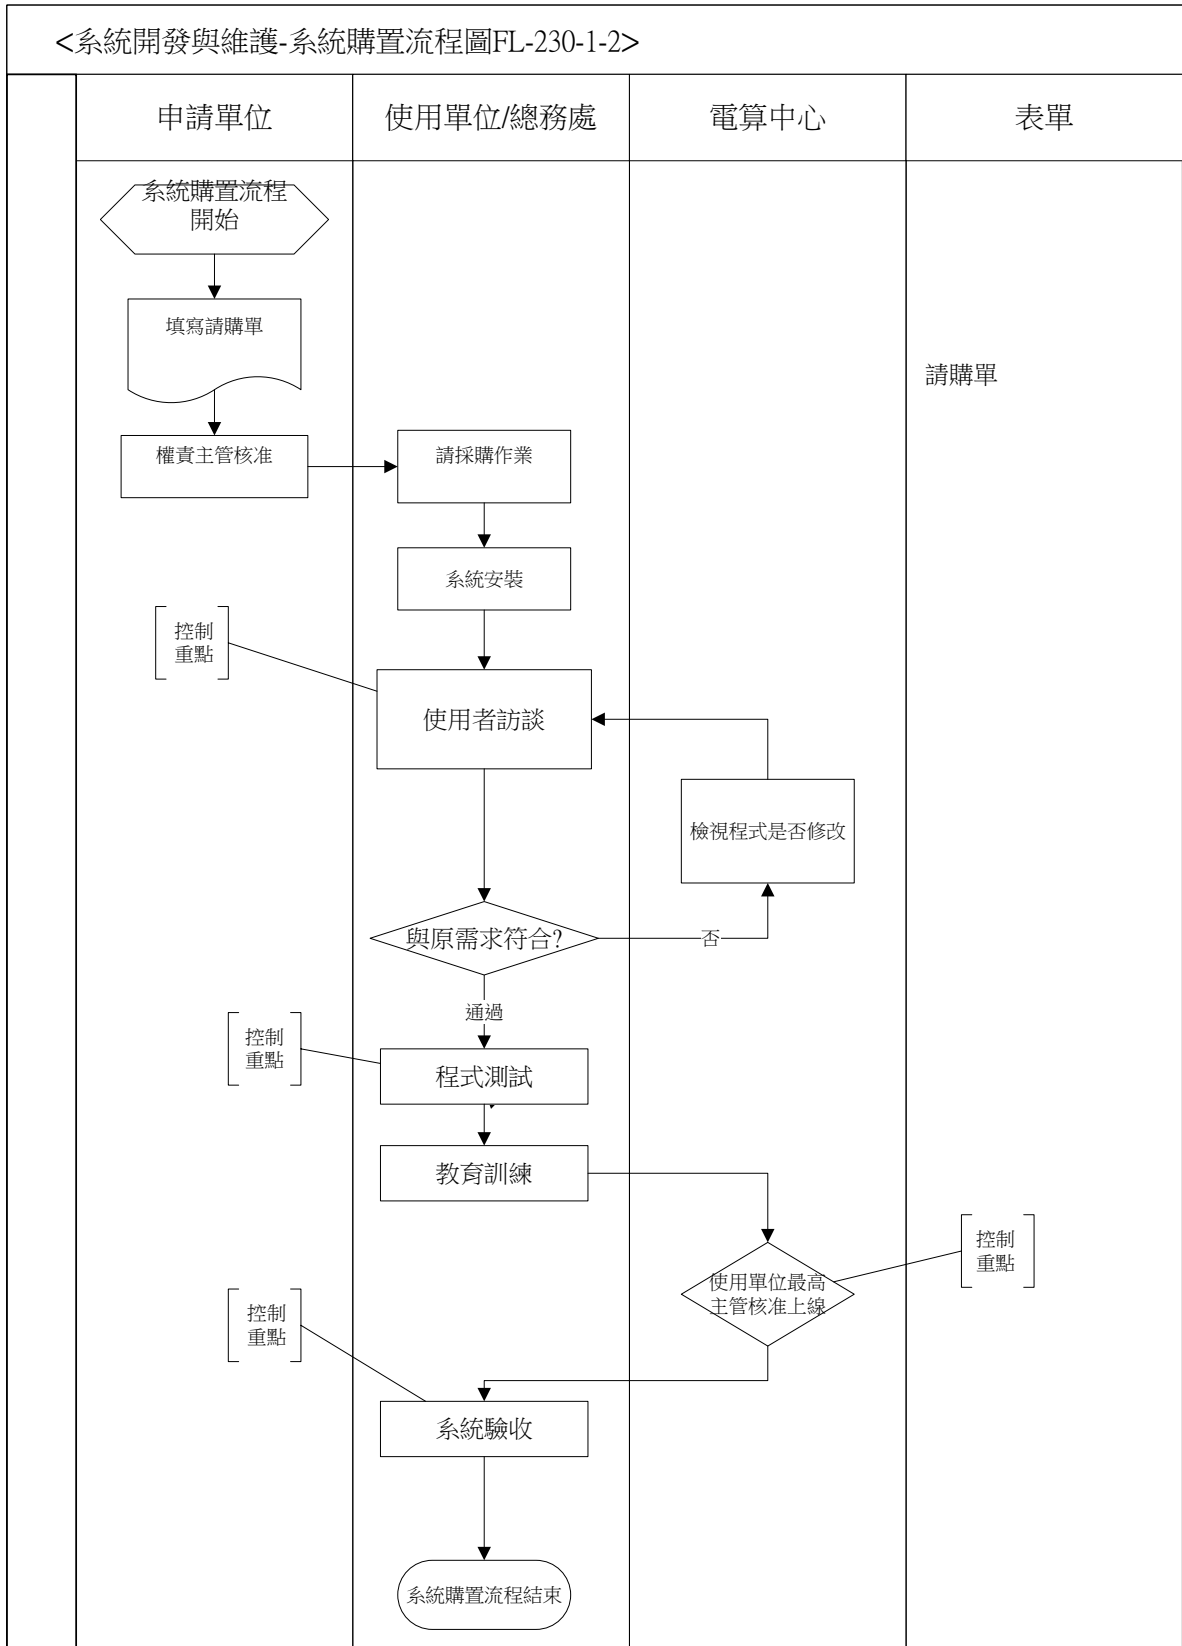 <系統開發與維護-系統購置流程圖FL-230-1-2>
申請單位
使用單位/總務處
電算中心
表單
系統購置流程
開始
填寫請購單
請購單
權責主管核准
請採購作業
系統安裝
控制
重點
使用者訪談
檢視程式是否修改
與原需求符合?
否
通過
控制
重點
程式測試
教育訓練
控制
重點
使用單位最高
主管核准上線
控制
重點
系統驗收
系統購置流程結束